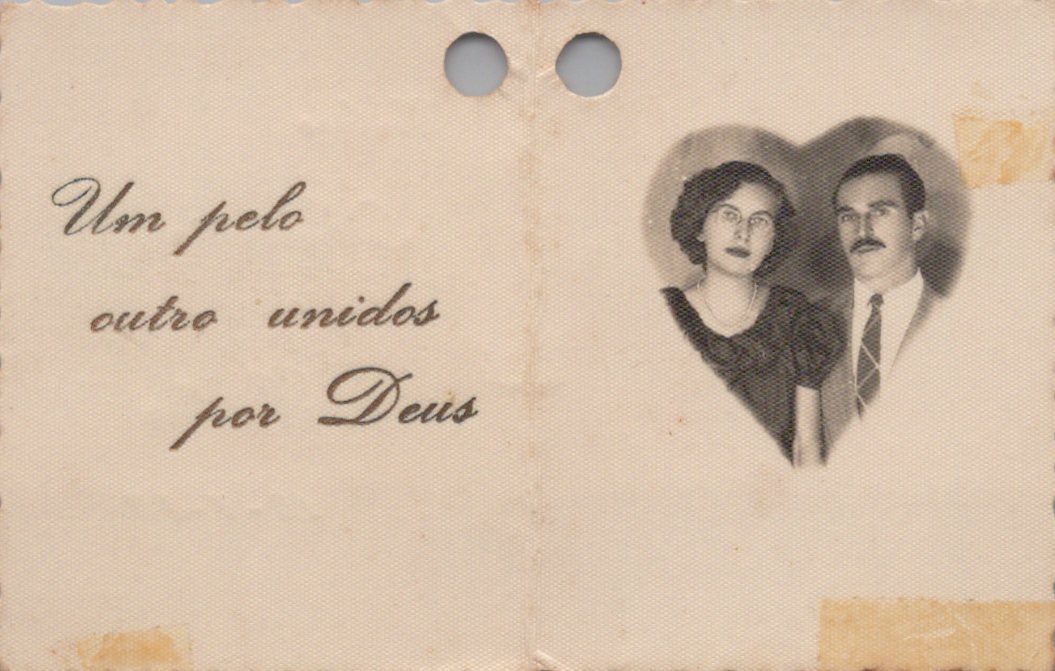 Um pelo
outro unidos
por Deus